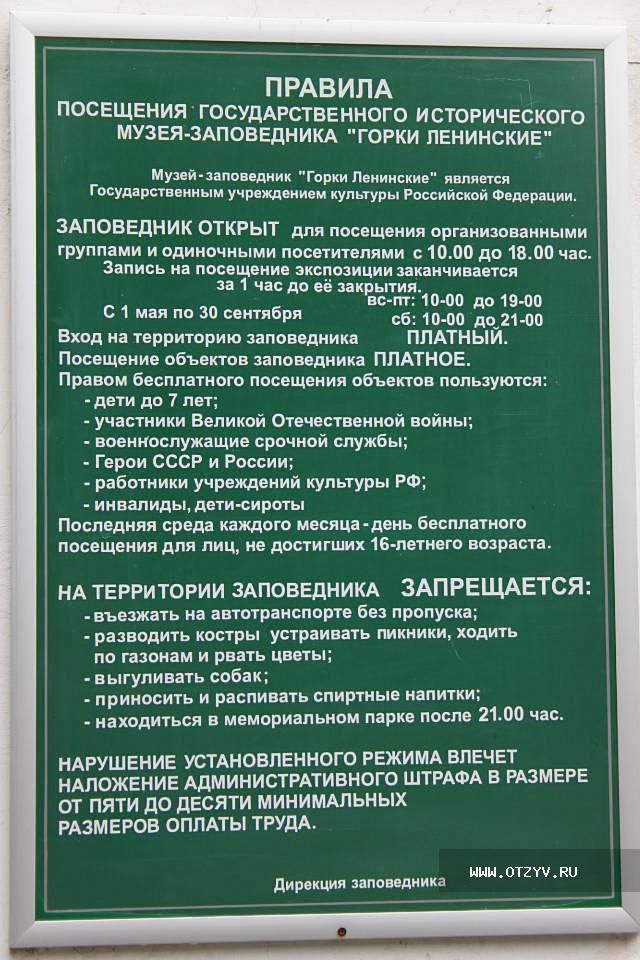 ПРАВИЛА
ПОСЕЩЕНИЯ ГОСУДАРСТВЕННОГО ИСТОРИЧЕСКОГО
МУЗЕЯ-ЗАПОВЕДНИКА "ГОРКИ ЛЕНИНСКИЕ"
Музей-заповедник "Горки Ленинские" является
Государственным учреждением культуры Российской Федерации.
ЗАПОВЕДНИК ОТКРЫТ для посещения организованными
группами и одиночными посетителями с 10.00 до 18.00 час.
Запись на посещение экспозиции заканчивается
за 1 час до её закрытия.
вс-пт: 10-00 до 19-00
С 1 мая по 30 сентября
сб: 10-00 до 21-00
Вход на территорию заповедника ПЛАТНЫЙ.
Посещение объектов заповедника ПЛАТНОЕ.
Правом бесплатного посещения объектов пользуются:
- дети до 7 лет;
- участники Великой Отечественной войны;
- военнослужащие срочной службы;
- Герои СССР и России;
- работники учреждений культуры РФ;
- инвалиды, дети-сироты
Последняя среда каждого месяца - день бесплатного
посещения для лиц, не достигших 16-летнего возраста.
НА ТЕРРИТОРИИ ЗАПОВЕДНИКА ЗАПРЕЩАЕТСЯ:
- въезжать на автотранспорте без пропуска;
- разводить костры устраивать пикники, ходить
по газонам и рвать цветы;
- выгуливать собак;
- приносить и распивать спиртные напитки;
- находиться в мемориальном парке после 21.00 час.
НАРУШЕНИЕ УСТАНОВЛЕННОГО РЕЖИМА ВЛЕЧЕТ
НАЛОЖЕНИЕ АДМИНИСТРАТИВНОГО ШТРАФА В РАЗМЕРЕ
ОТ ПЯТИ ДО ДЕСЯТИ МИНИМАЛЬНЫХ
РАЗМЕРОВ ОПЛАТЫ ТРУДА.
WWW.OTZYV.RU
Дирекция заповедника